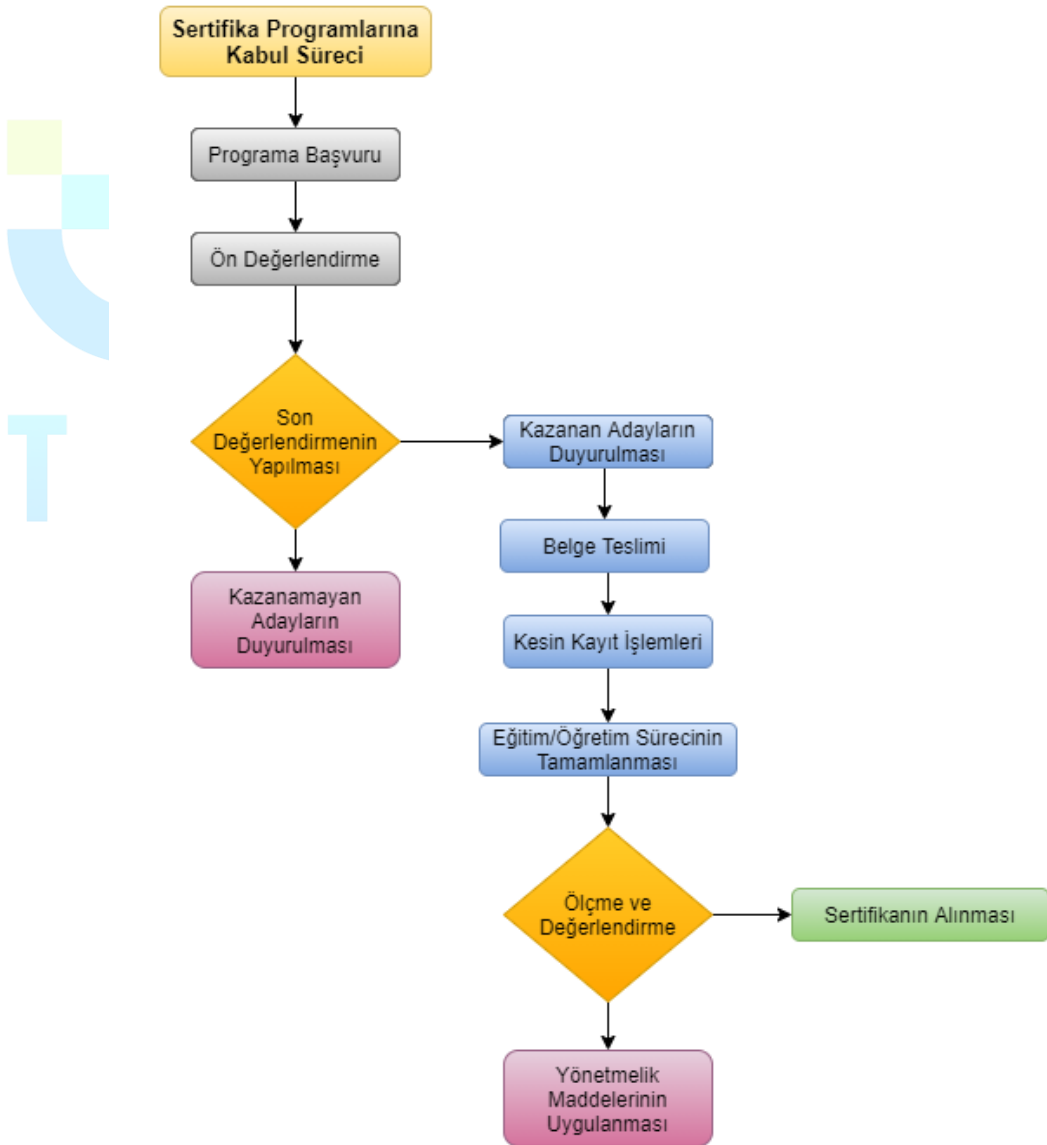 Sertifika Programlarına
Kabul Süreci
Programa Başvuru
Ön Değerlendirme
Son
Değerlendirmenin
Yapılması
Kazanan Adayların
Duyurulması
Belge Teslimi
Kazanamayan
Adayların
Duyurulması
Kesin Kayıt İşlemleri
Eğitim/Öğretim Sürecinin
Tamamlanması
Ölçme ve
Değerlendirme
Sertifikanın Alınması
Yönetmelik
Maddelerinin
Uygulanması
T